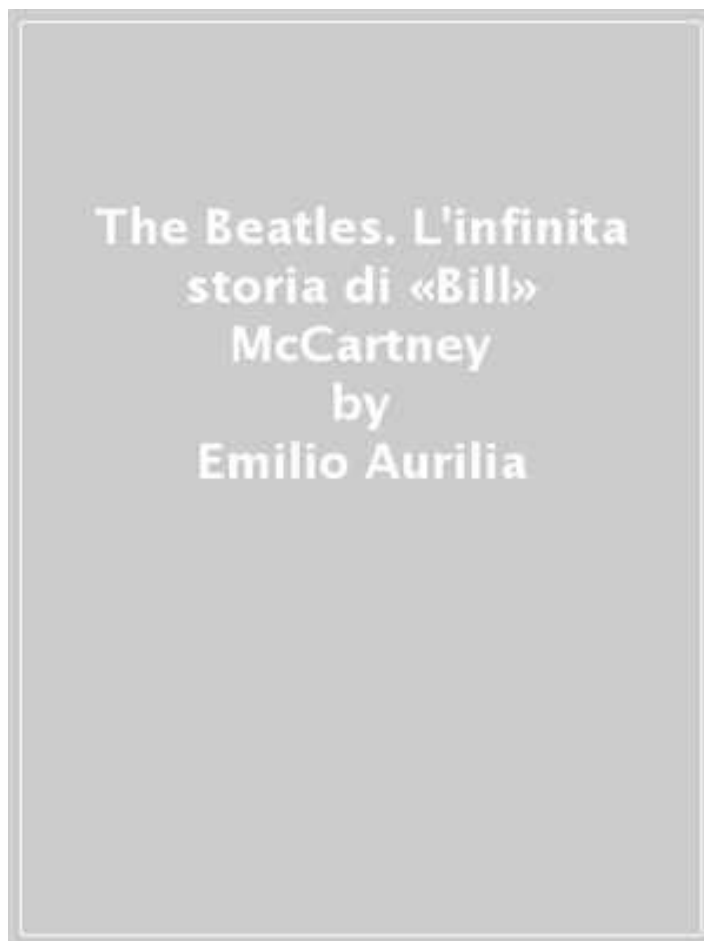 The Beatles. L'infinita
storia di «Bill»
McCartney
by
Emilio Aurilia